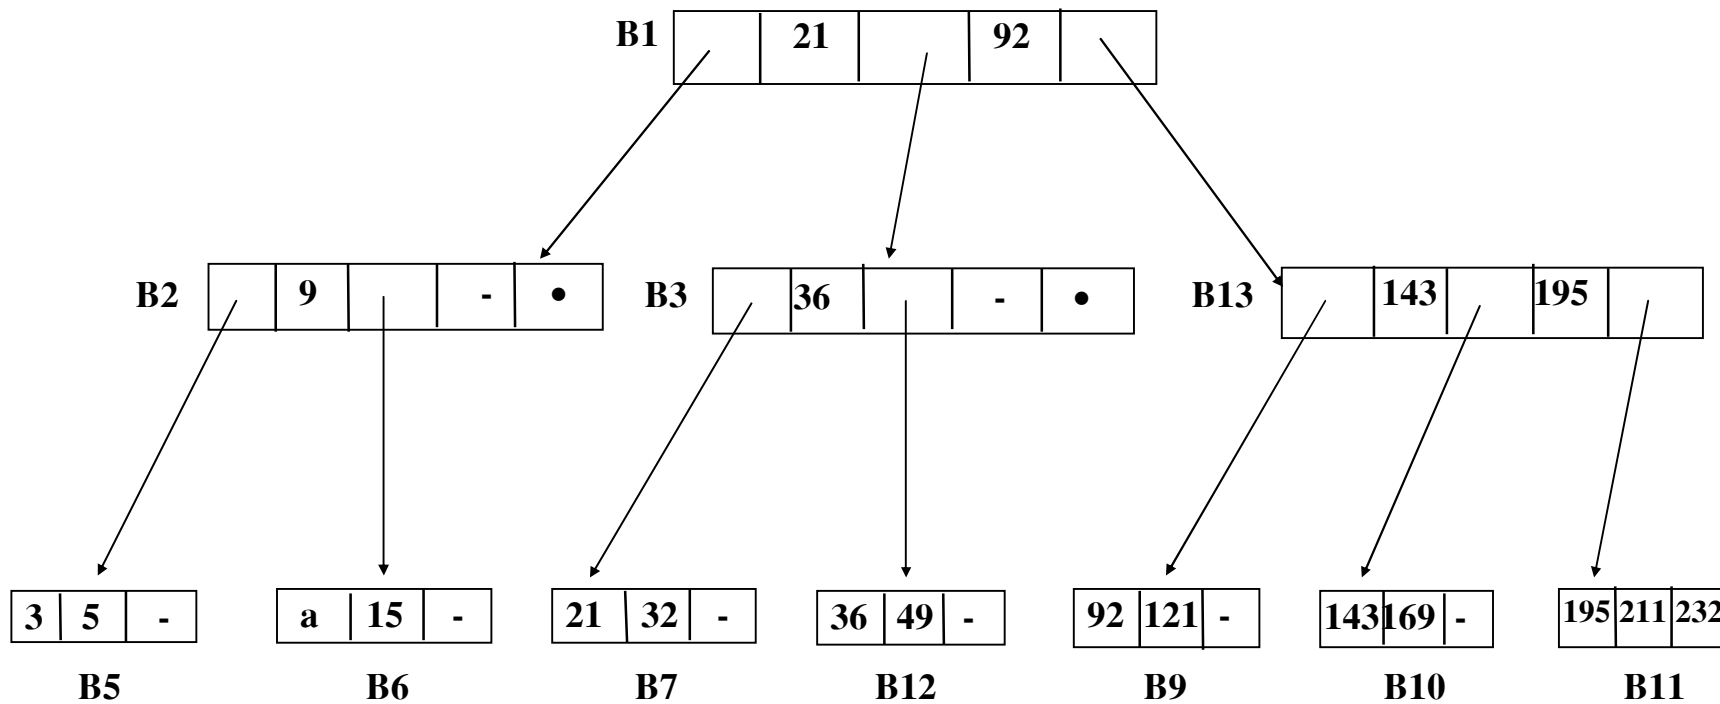 B1 21 92
B2 9 - • B3 36 - • B13 143 195
3 5 - a 15 - 21 32 - 36 49 - 92 121 - 143 169 - 195 211 232
B5 B6 B7 B12 B9 B10 B11